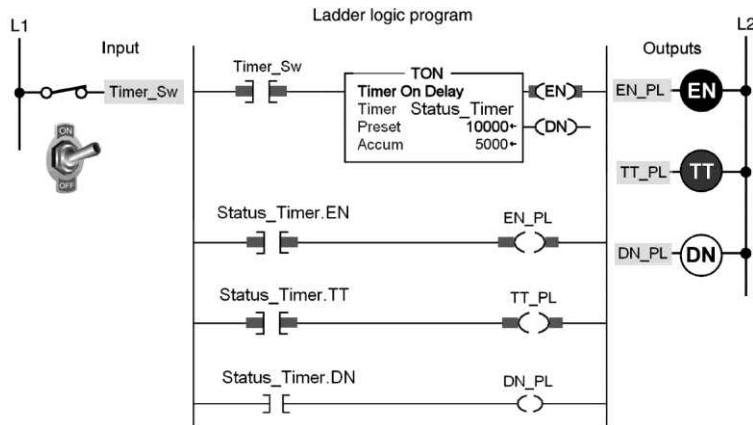 Ladder logic program
L1
L2
Input
Outputs
Timer_Sw
ON
OFF
Timer_Sw
TON
Timer On Delay
Timer Status_Timer
Preset 10000
Accum 5000
EN
DN
EN_PL
EN
TT_PL
TT
DN_PL
DN
Status_Timer.EN
EN_PL
Status_Timer.TT
TT_PL
Status_Timer.DN
DN_PL